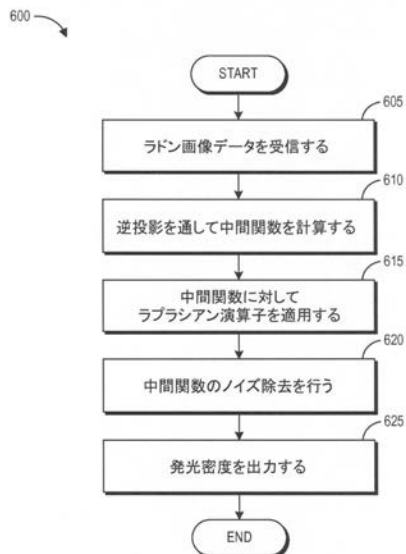 600
START
605
ラドン画像データを受信する
610
逆投影を通して中間関数を計算する
615
中間関数に対して
ラプラシアン演算子を適用する
620
中間関数のノイズ除去を行う
625
発光密度を出力する
END